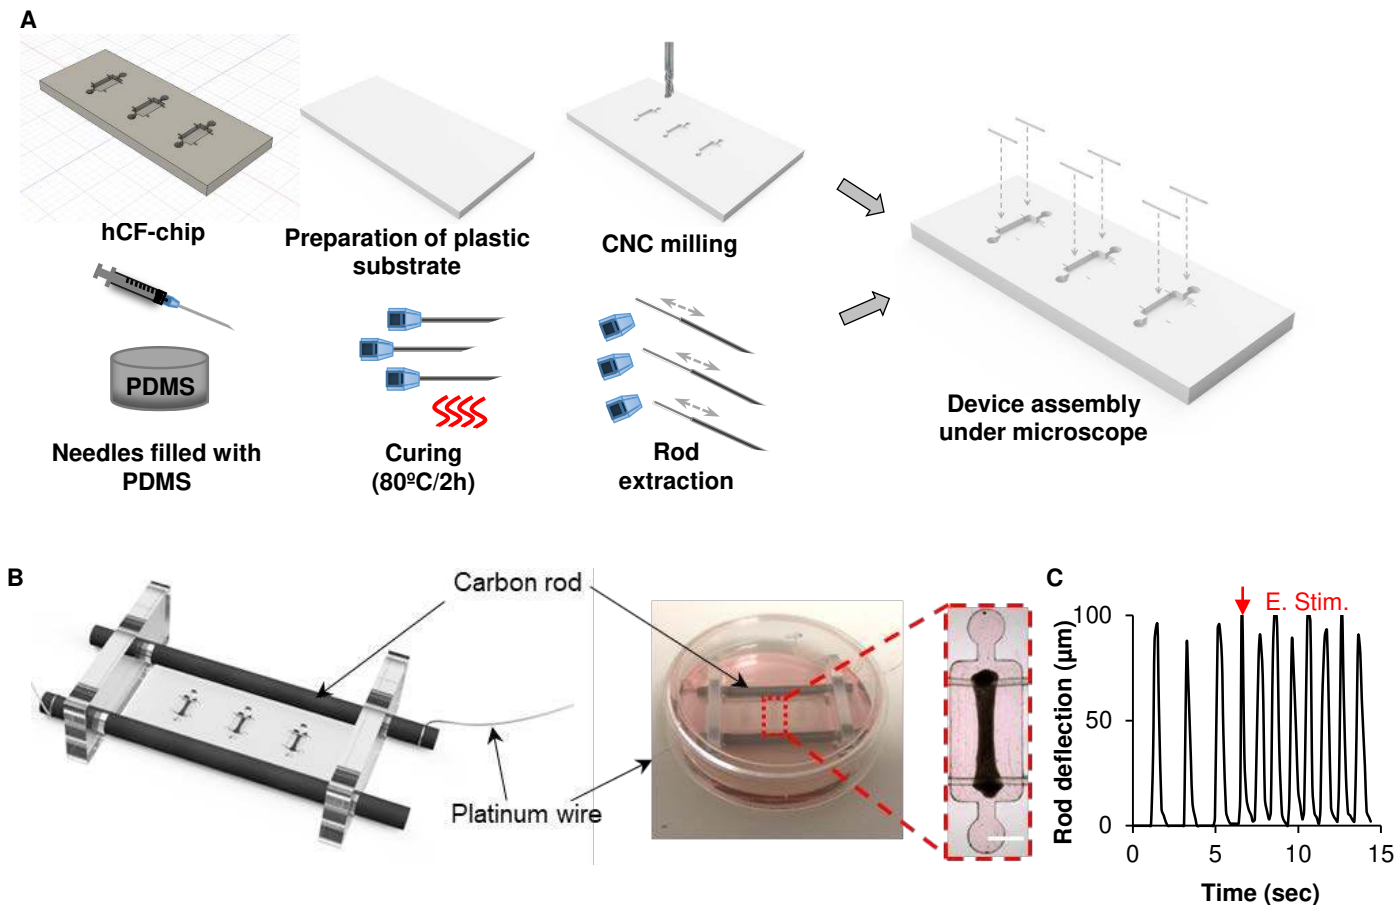 A
hCF-chip
Preparation of plastic
substrate
CNC milling
PDMS
Needles filled with
PDMS
Curing
(80ºC/2h)
Rod
extraction
Device assembly
under microscope
B
Carbon rod
Platinum wire
C
E. Stim.
Rod deflection (µm)
100
50
0
0
5
10
15
Time (sec)